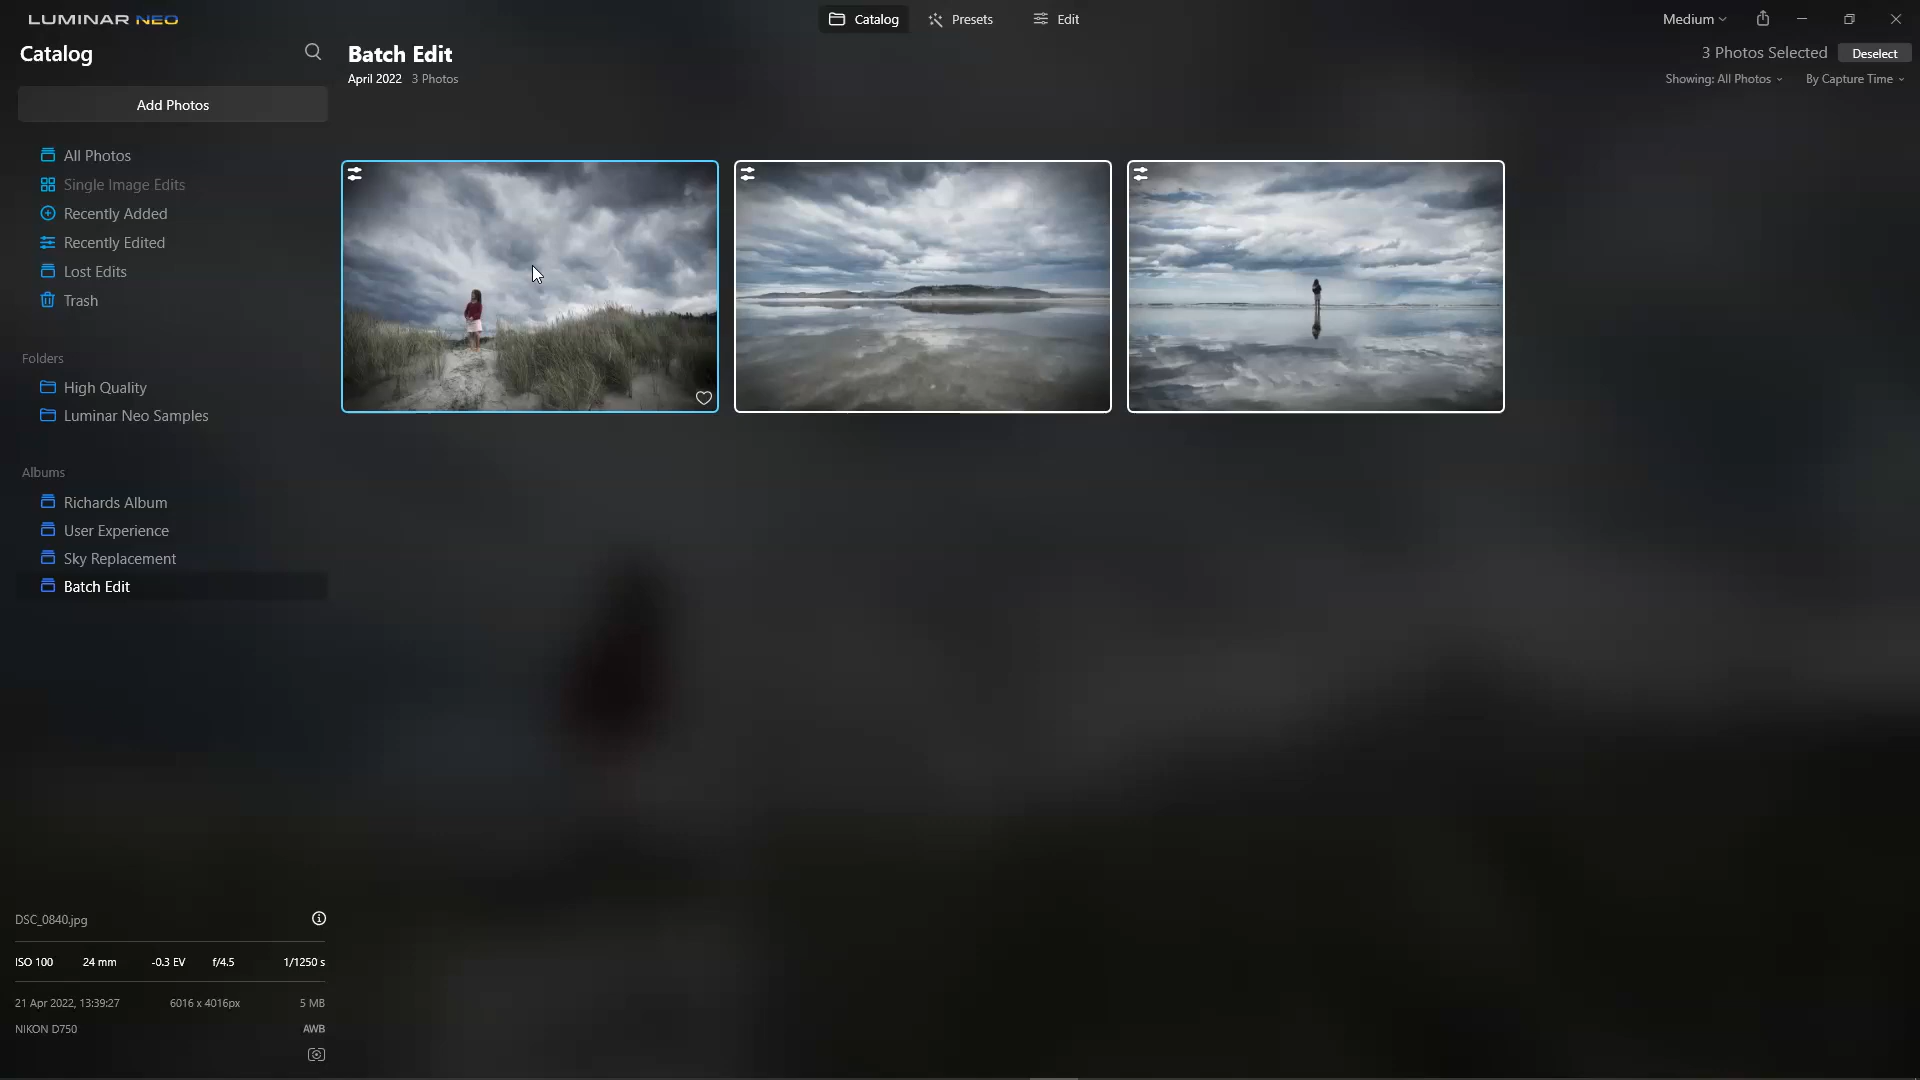 LUMINAR NEO
Catalog
Presets
Edit
Medium
Catalog
Batch Edit
3 Photos Selected
Deselect
April 2022 3 Photos
Showing: All Photos
By Capture Time
Add Photos
All Photos
Single Image Edits
Recently Added
Recently Edited
Lost Edits
Trash
Folders
High Quality
Luminar Neo Samples
Albums
Richards Album
User Experience
Sky Replacement
Batch Edit
DSC_0840.jpg
ISO 100 24 mm -0.3 EV f/4.5 1/1250 s
21 Apr 2022, 13:39:27 6016 x 4016px 5 MB
NIKON D750 AWB